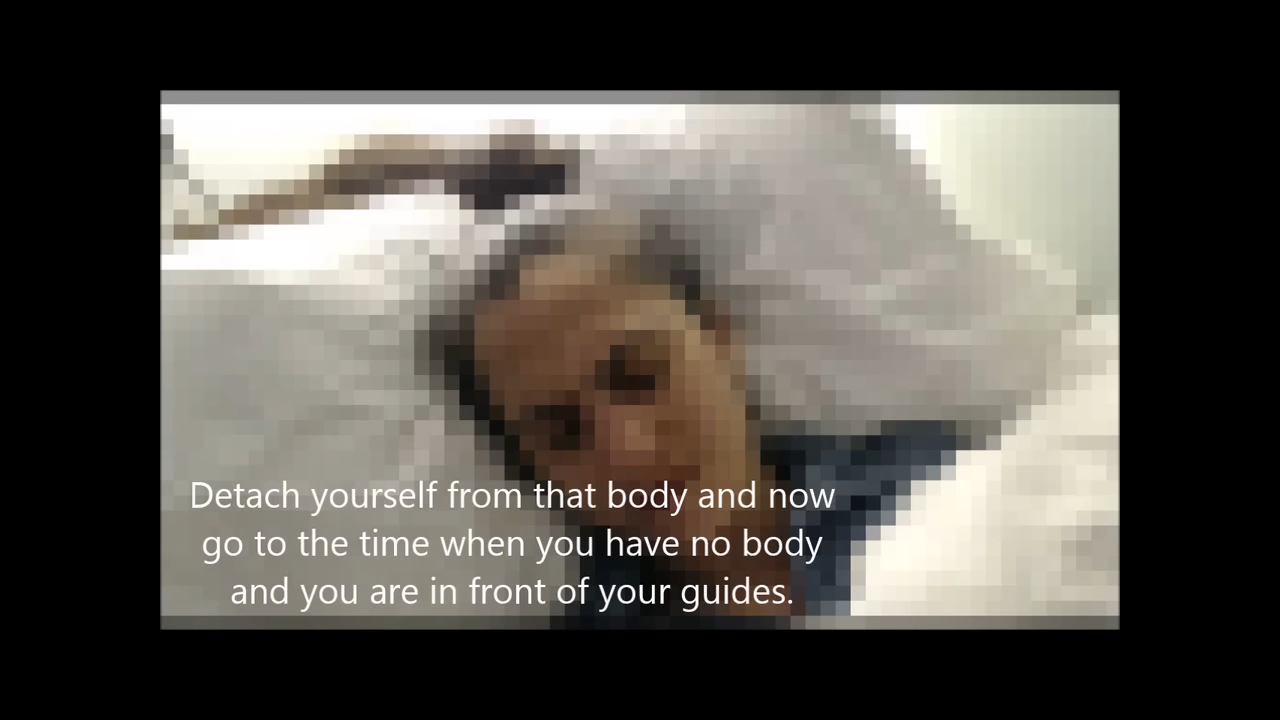 Detach yourself from that body and now
go to the time when you have no body
and you are in front of your guides.